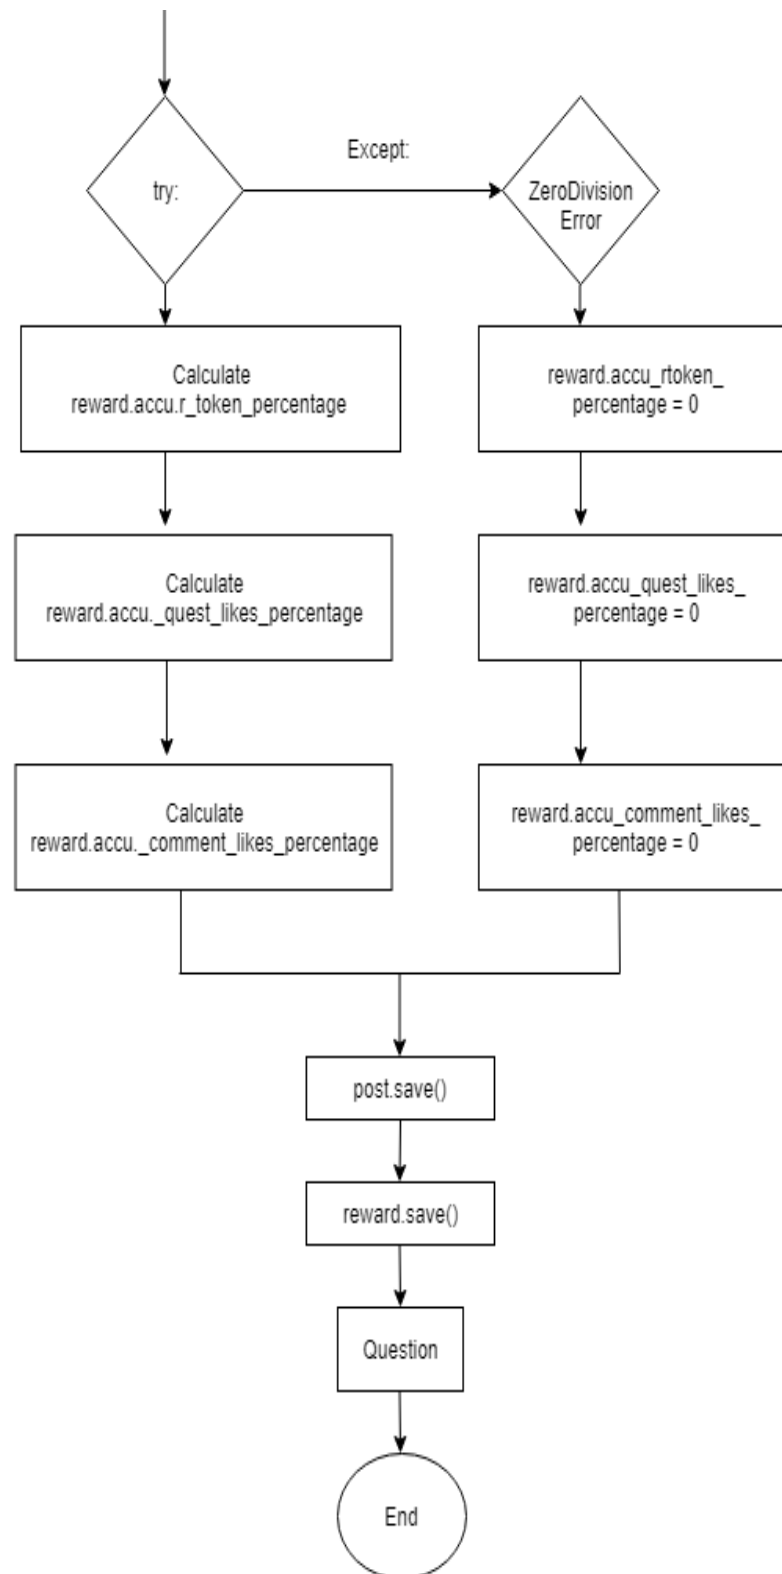 Except:
try:
ZeroDivision
Error
Calculate
reward.accu.r_token_percentage
reward.accu_rtoken_
percentage = 0
Calculate
reward.accu._quest_likes_percentage
reward.accu_quest_likes_
percentage = 0
Calculate
reward.accu._comment_likes_percentage
reward.accu_comment_likes_
percentage = 0
post.save()
reward.save()
Question
End